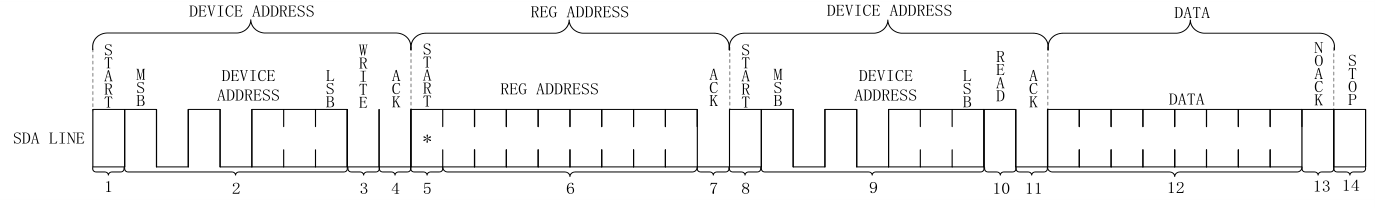 DEVICE ADDRESS REG ADDRESS DEVICE ADDRESS DATA
START MSB DEVICE ADDRESS LSB WRITE ACK START REG ADDRESS ACK START MSB DEVICE ADDRESS LSB READ ACK DATA NOACK STOP
SDA LINE *
1 2 3 4 5 6 7 8 9 10 11 12 13 14